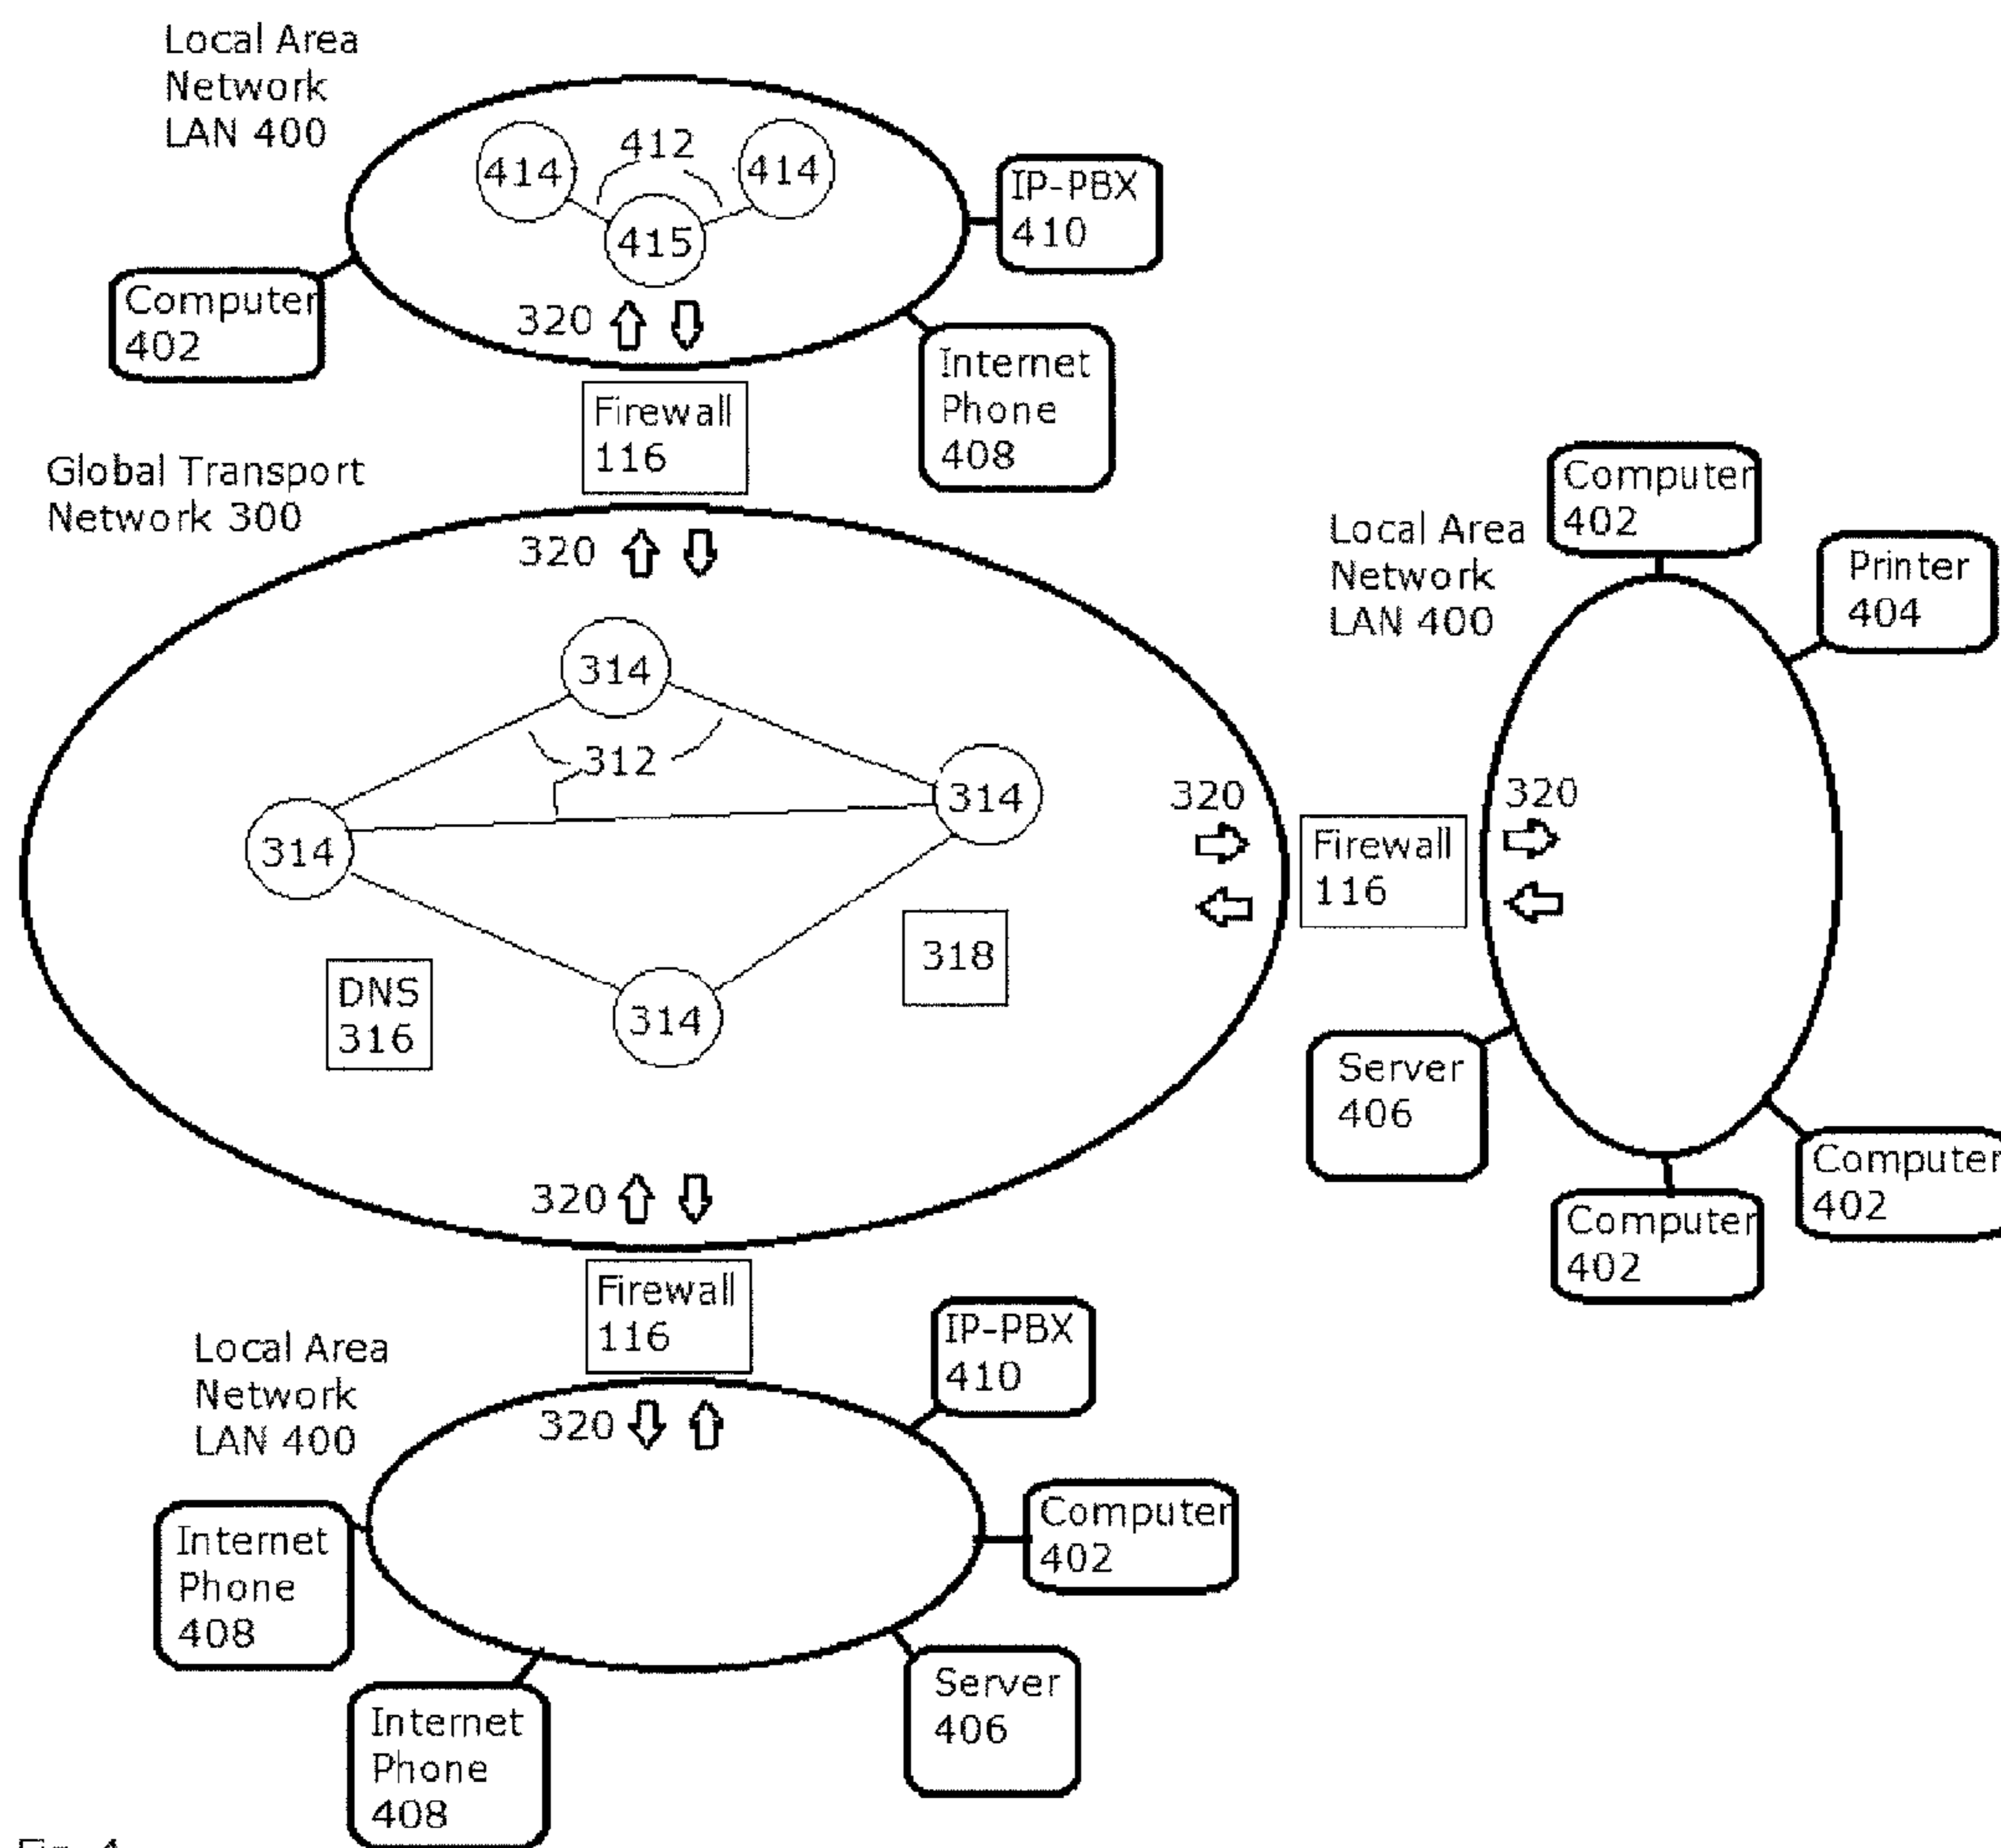 Local Area
Network
LAN 400
414
412
414
415
IP-PBX
410
Computer
402
320
Internet
Phone
408
Firewall
116
Global Transport
Network 300
320
314
312
314
314
314
318
DNS
316
320
320
Firewall
116
320
Local Area
Network
LAN 400
Computer
402
Printer
404
Server
406
Computer
402
Computer
402
Firewall
116
Local Area
Network
LAN 400
320
IP-PBX
410
Computer
402
Internet
Phone
408
Internet
Phone
408
Server
406